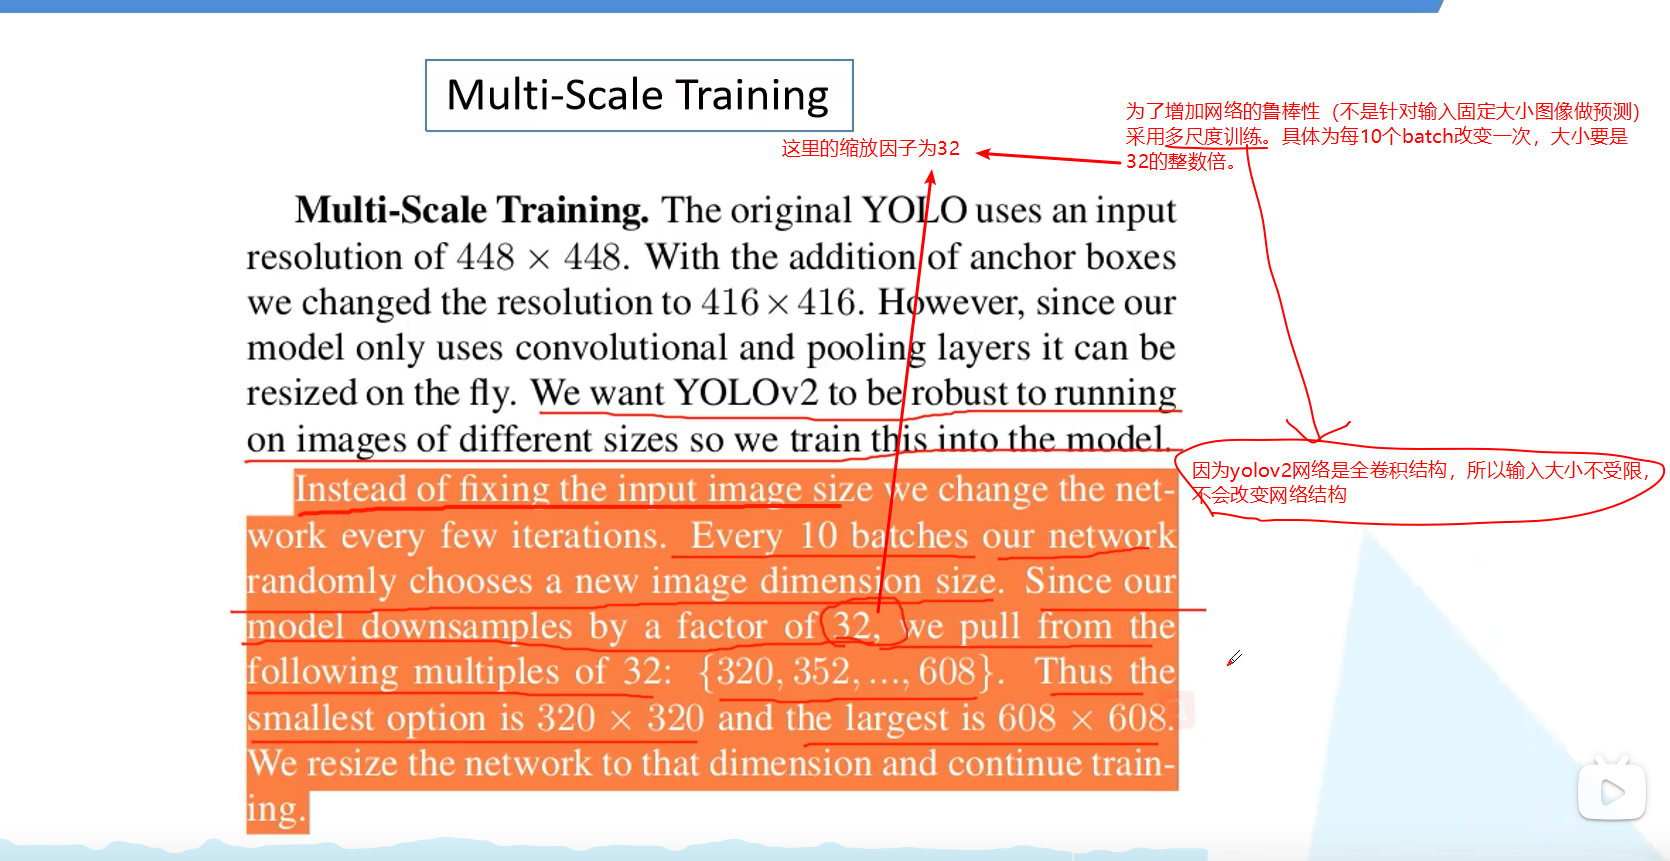 Multi-Scale Training
为了增加网络的鲁棒性（不是针对输入固定大小图像做预测）
采用多尺度训练。具体为每10个batch改变一次，大小要是
32的整数倍。
这里的缩放因子为32
Multi-Scale Training. The original YOLO uses an input
resolution of 448 × 448. With the addition of anchor boxes
we changed the resolution to 416×416. However, since our
model only uses convolutional and pooling layers it can be
resized on the fly. We want YOLOv2 to be robust to running
on images of different sizes so we train this into the model.
因为yolov2网络是全卷积结构，所以输入大小不受限，
不会改变网络结构
Instead of fixing the input image size we change the net-
work every few iterations. Every 10 batches our network
randomly chooses a new image dimension size. Since our
model downsamples by a factor of 32, we pull from the
following multiples of 32: {320, 352, ..., 608}. Thus the
smallest option is 320 × 320 and the largest is 608 × 608.
We resize the network to that dimension and continue train-
ing.